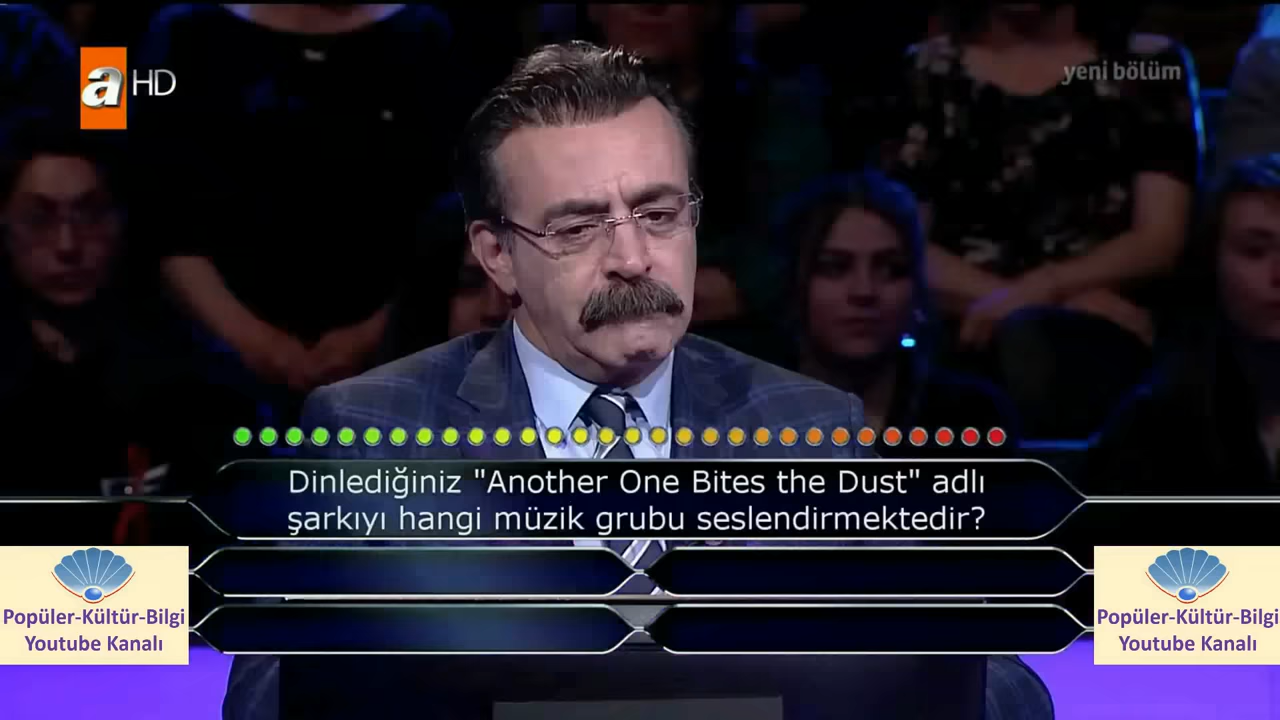 a HD
yeni bölüm
Dinlediğiniz "Another One Bites the Dust" adlı
şarkıyı hangi müzik grubu seslendirmektedir?
Popüler-Kültür-Bilgi
Youtube Kanalı
Popüler-Kültür-Bilgi
Youtube Kanalı